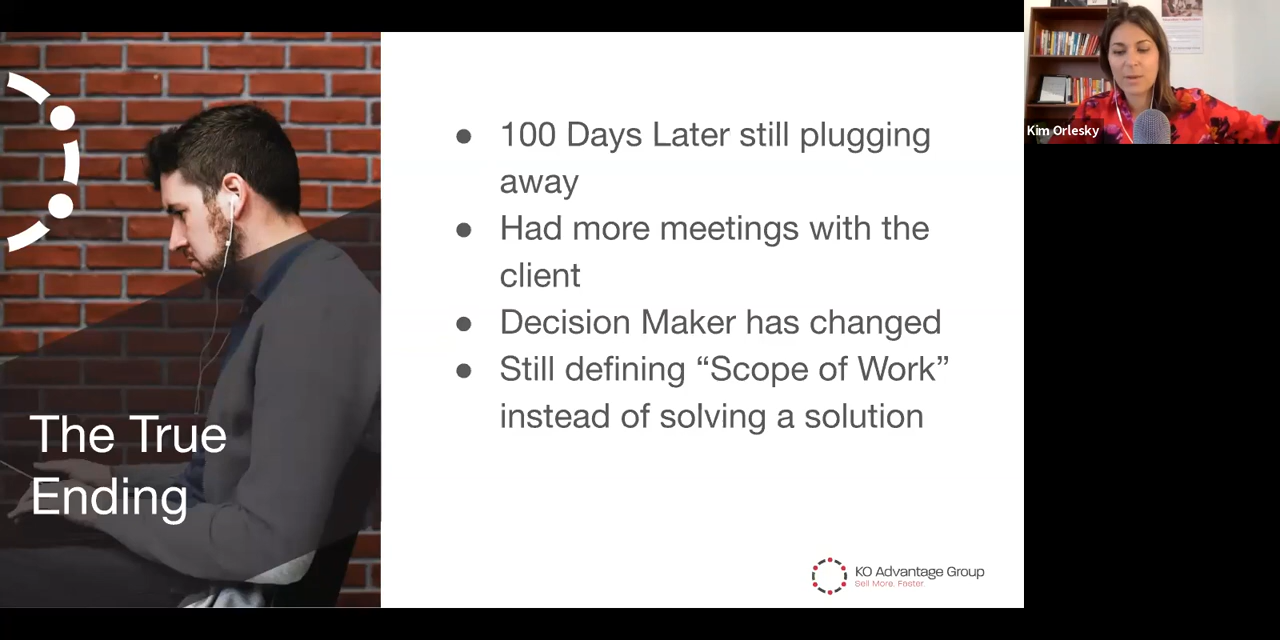 The True
Ending
● 100 Days Later still plugging
away
● Had more meetings with the
client
● Decision Maker has changed
● Still defining “Scope of Work”
instead of solving a solution
KO Advantage Group
Sell More. Faster.
Kim Orlesky